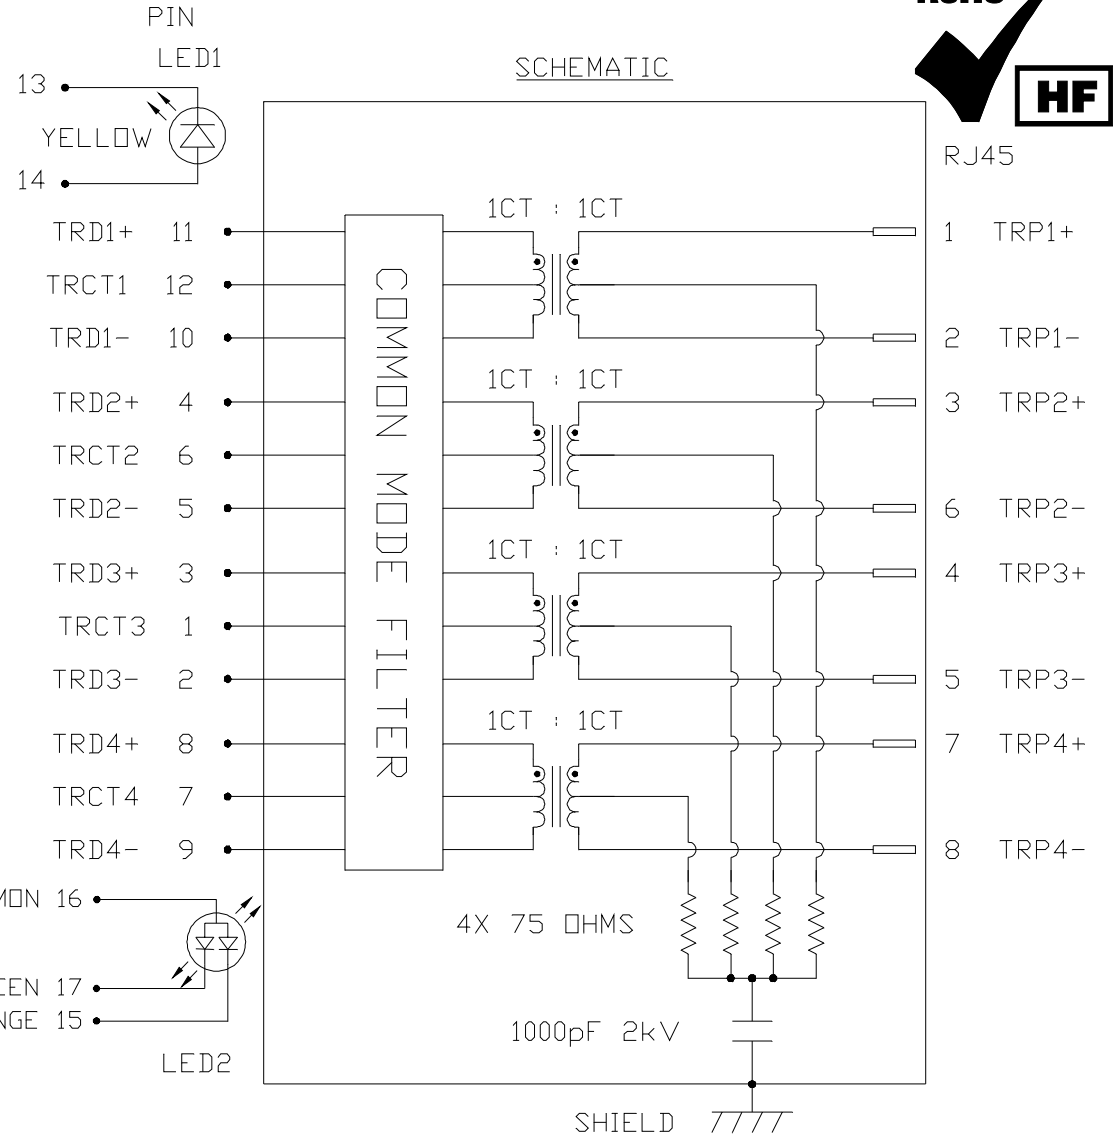 PIN
LED1
SCHEMATIC
13
YELLOW
14
HF
RJ45
1CT : 1CT
TRD1+ 11
1 TRP1+
TRCT1 12
TRD1- 10
2 TRP1-
1CT : 1CT
TRD2+ 4
3 TRP2+
TRCT2 6
TRD2- 5
6 TRP2-
1CT : 1CT
TRD3+ 3
4 TRP3+
TRCT3 1
TRD3- 2
5 TRP3-
1CT : 1CT
TRD4+ 8
7 TRP4+
TRCT4 7
TRD4- 9
8 TRP4-
COMMON MODE FILTER
MON 16
4X 75 OHMS
EEN 17
NGE 15
1000pF 2kV
LED2
SHIELD